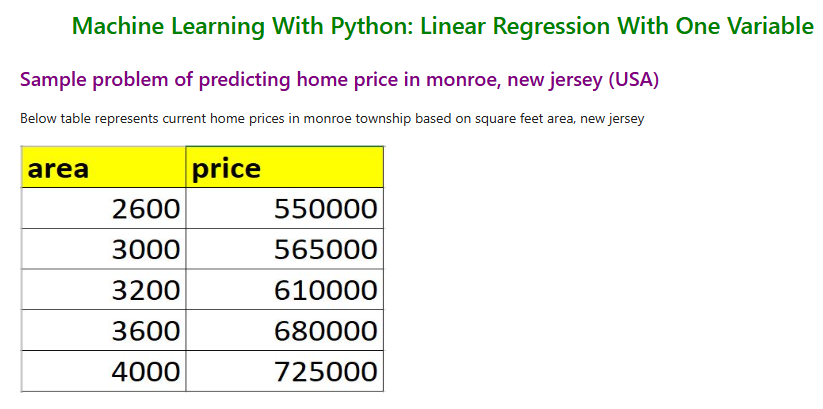 Machine Learning With Python: Linear Regression With One Variable
Sample problem of predicting home price in monroe, new jersey (USA)
Below table represents current home prices in monroe township based on square feet area, new jersey
area price
2600 550000
3000 565000
3200 610000
3600 680000
4000 725000